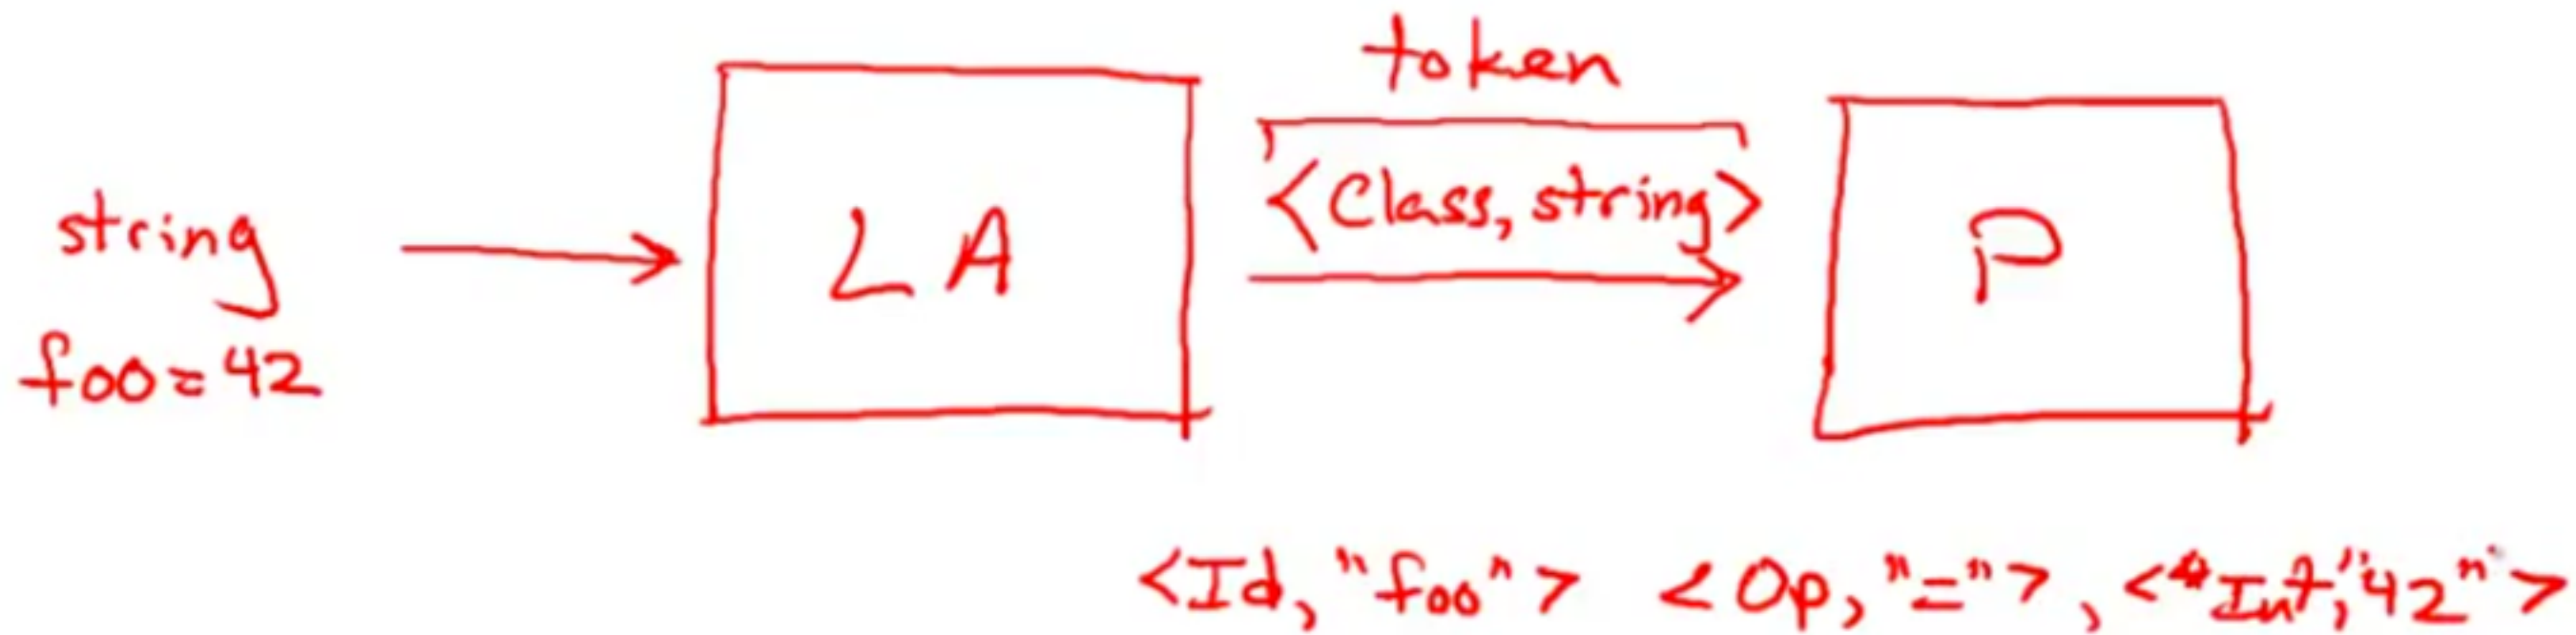 token
<Class, string>
string
LA
P
foo=42
<Id, "foo"> <Op, "=">, <"Int, "42">